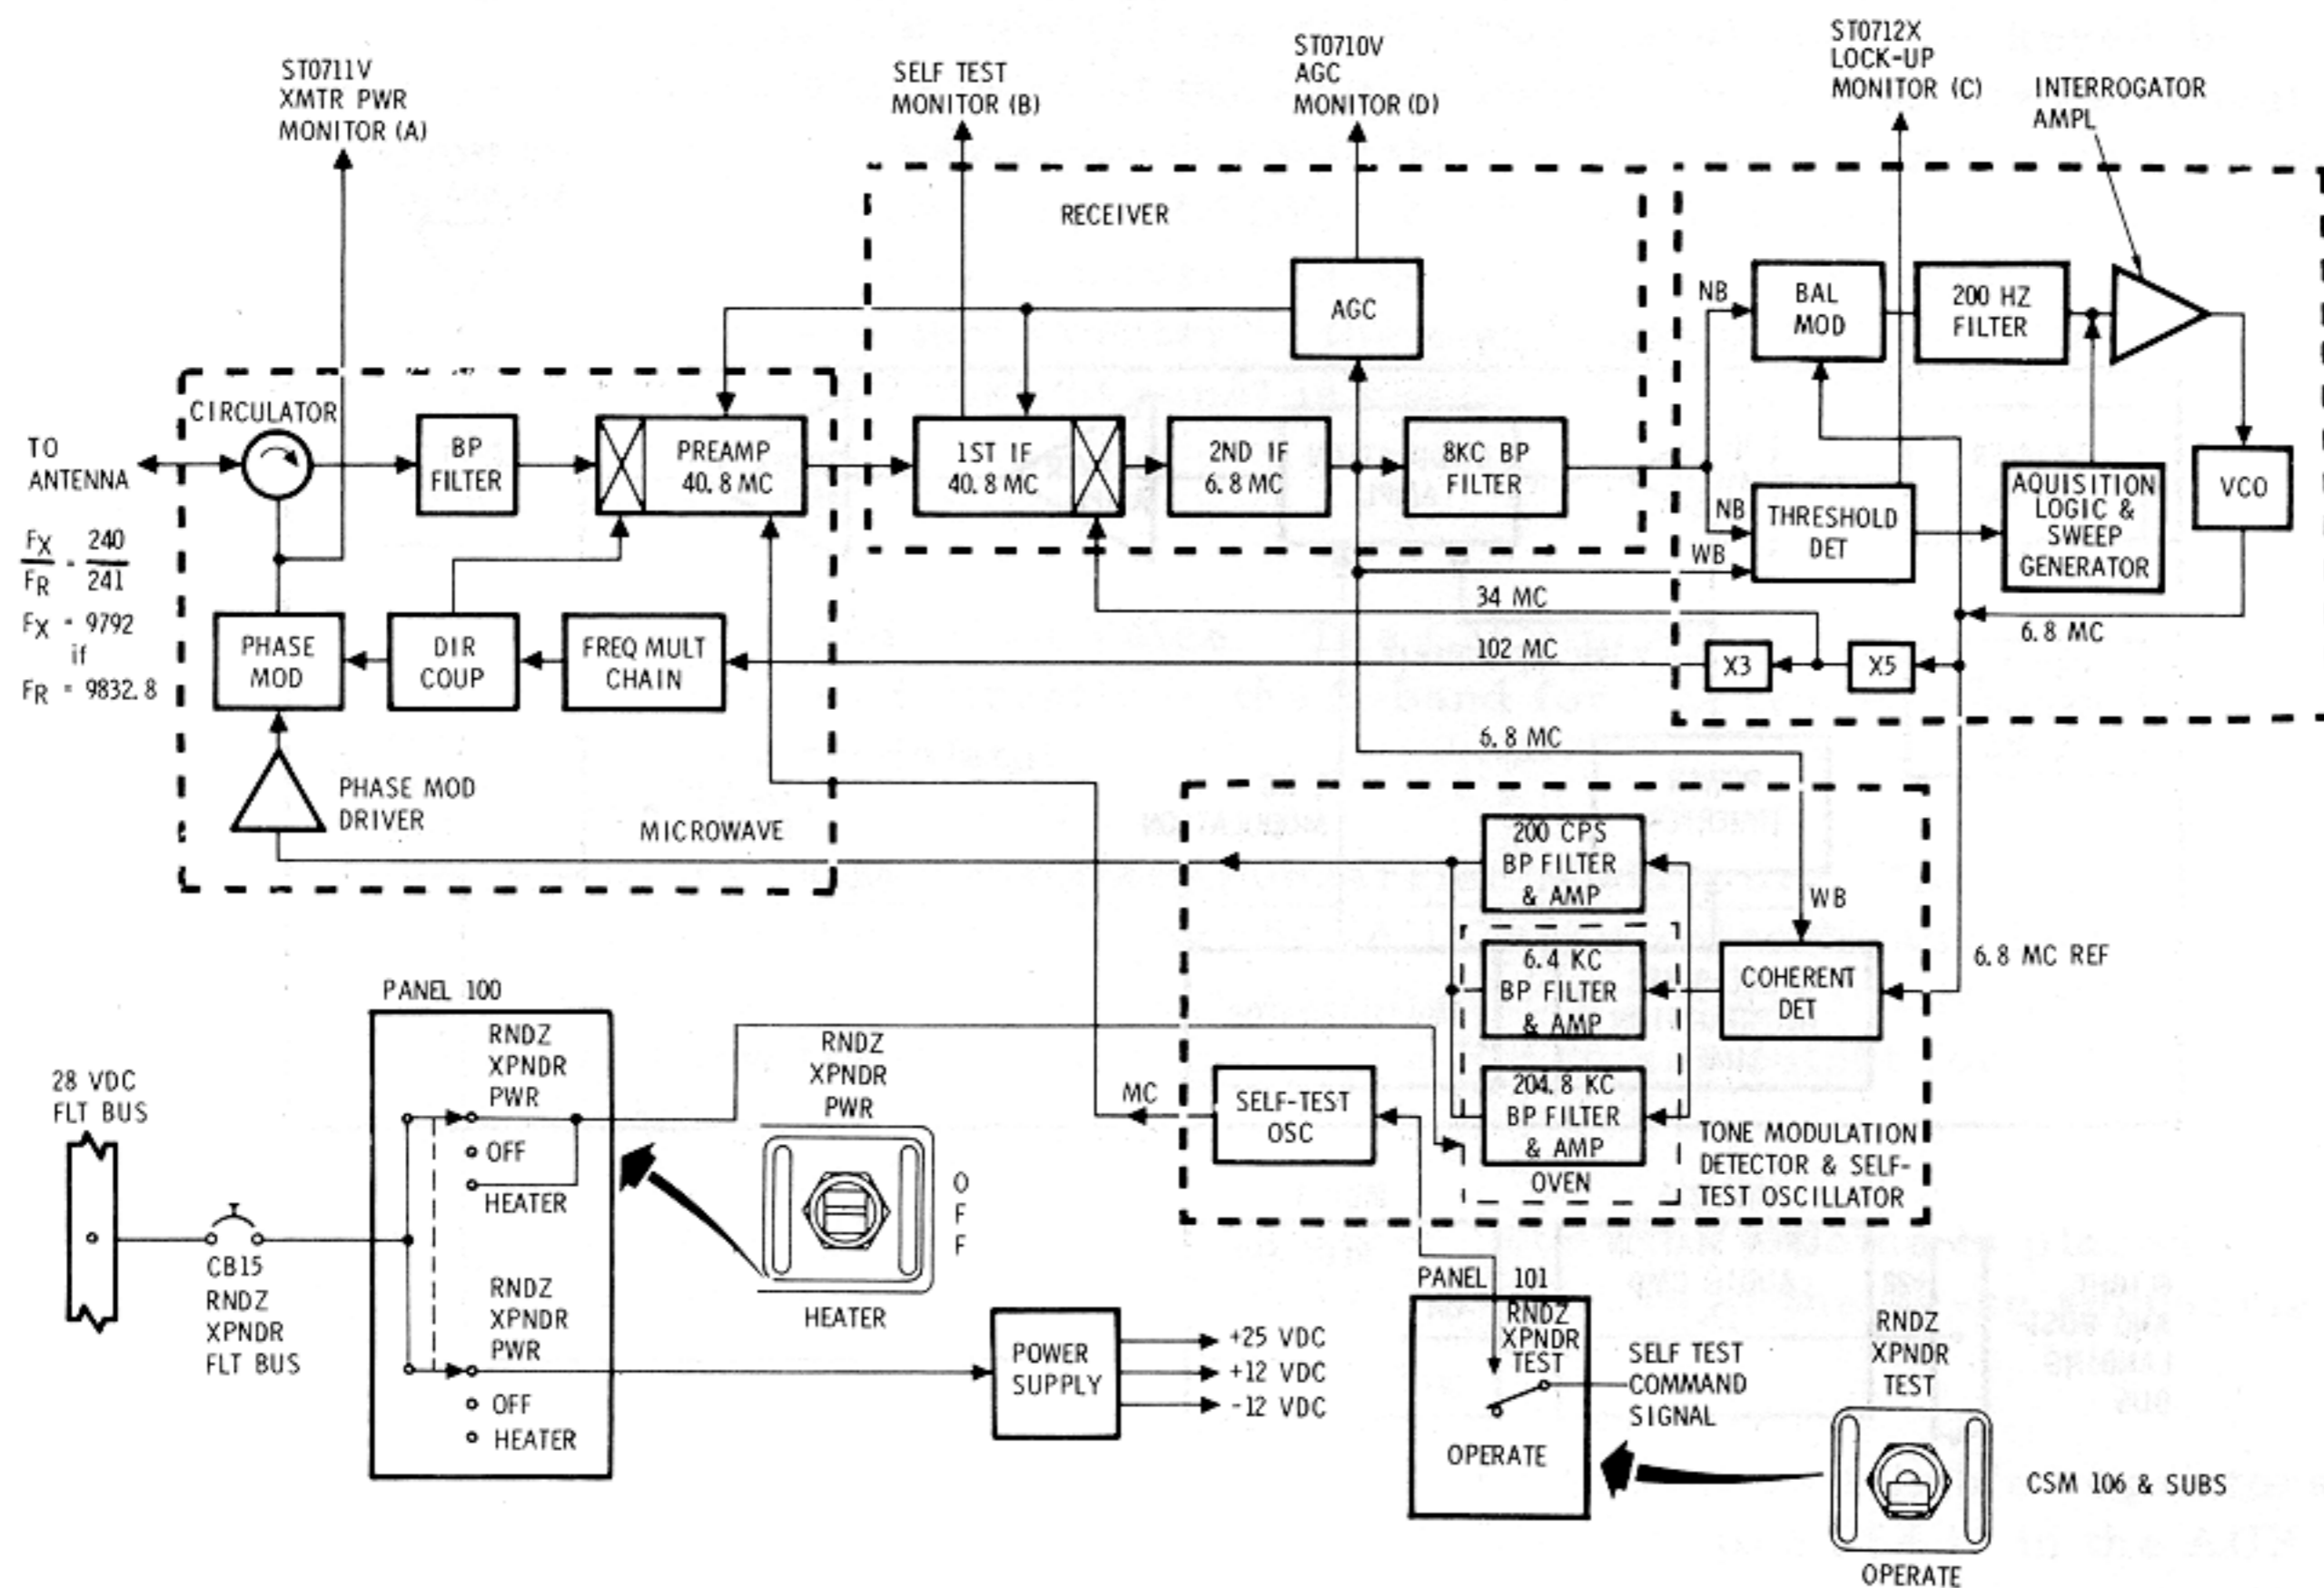 ST0711V
XMTR PWR
MONITOR (A)
SELF TEST
MONITOR (B)
ST0710V
AGC
MONITOR (D)
ST0712X
LOCK-UP
MONITOR (C)
INTERROGATOR
AMPL
RECEIVER
AGC
NB
BAL
MOD
200 HZ
FILTER
CIRCULATOR
TO
ANTENNA
BP
FILTER
PREAMP
40.8 MC
1ST IF
40.8 MC
2ND IF
6.8 MC
8KC BP
FILTER
NB
WB
THRESHOLD
DET
AQUISITION
LOGIC &
SWEEP
GENERATOR
VCO
FX/FR = 240/241
FX = 9792
if
FR = 9832.8
PHASE
MOD
DIR
COUP
FREQ MULT
CHAIN
34 MC
102 MC
X3
X5
6.8 MC
PHASE MOD
DRIVER
MICROWAVE
6.8 MC
200 CPS
BP FILTER
& AMP
WB
6.4 KC
BP FILTER
& AMP
COHERENT
DET
6.8 MC REF
204.8 KC
BP FILTER
& AMP
OVEN
MC
SELF-TEST
OSC
TONE MODULATION
DETECTOR & SELF-
TEST OSCILLATOR
PANEL 100
RNDZ
XPNDR
PWR
OFF
HEATER
RNDZ
XPNDR
PWR
OFF
HEATER
28 VDC
FLT BUS
CB15
RNDZ
XPNDR
FLT BUS
RNDZ
XPNDR
PWR
OFF
HEATER
POWER
SUPPLY
+25 VDC
+12 VDC
-12 VDC
PANEL 101
RNDZ
XPNDR
TEST
OPERATE
SELF TEST
COMMAND
SIGNAL
RNDZ
XPNDR
TEST
OPERATE
CSM 106 & SUBS